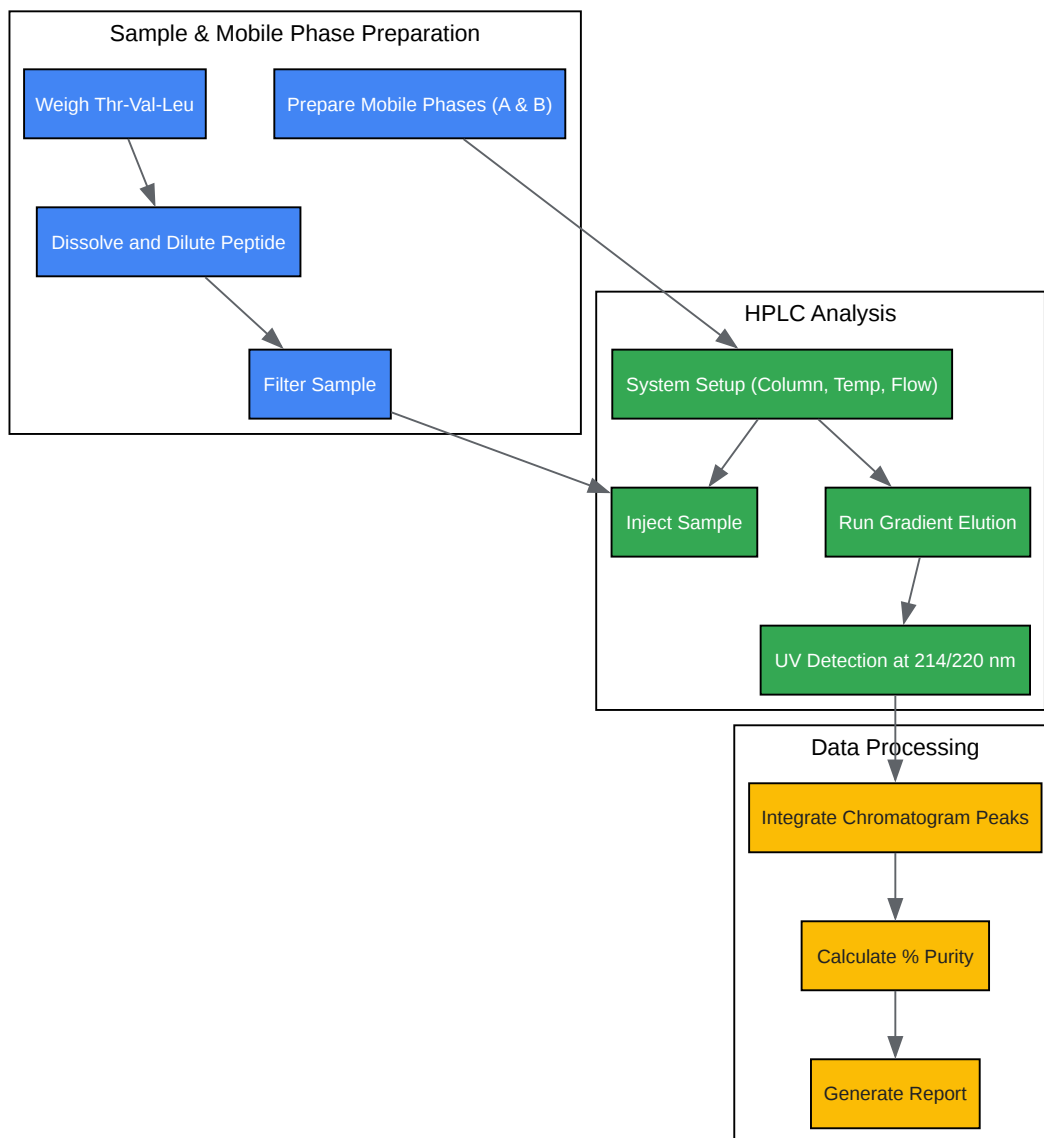 Sample & Mobile Phase Preparation
Weigh Thr-Val-Leu
Prepare Mobile Phases (A & B)
Dissolve and Dilute Peptide
Filter Sample
HPLC Analysis
System Setup (Column, Temp, Flow)
Inject Sample
Run Gradient Elution
UV Detection at 214/220 nm
Data Processing
Integrate Chromatogram Peaks
Calculate % Purity
Generate Report